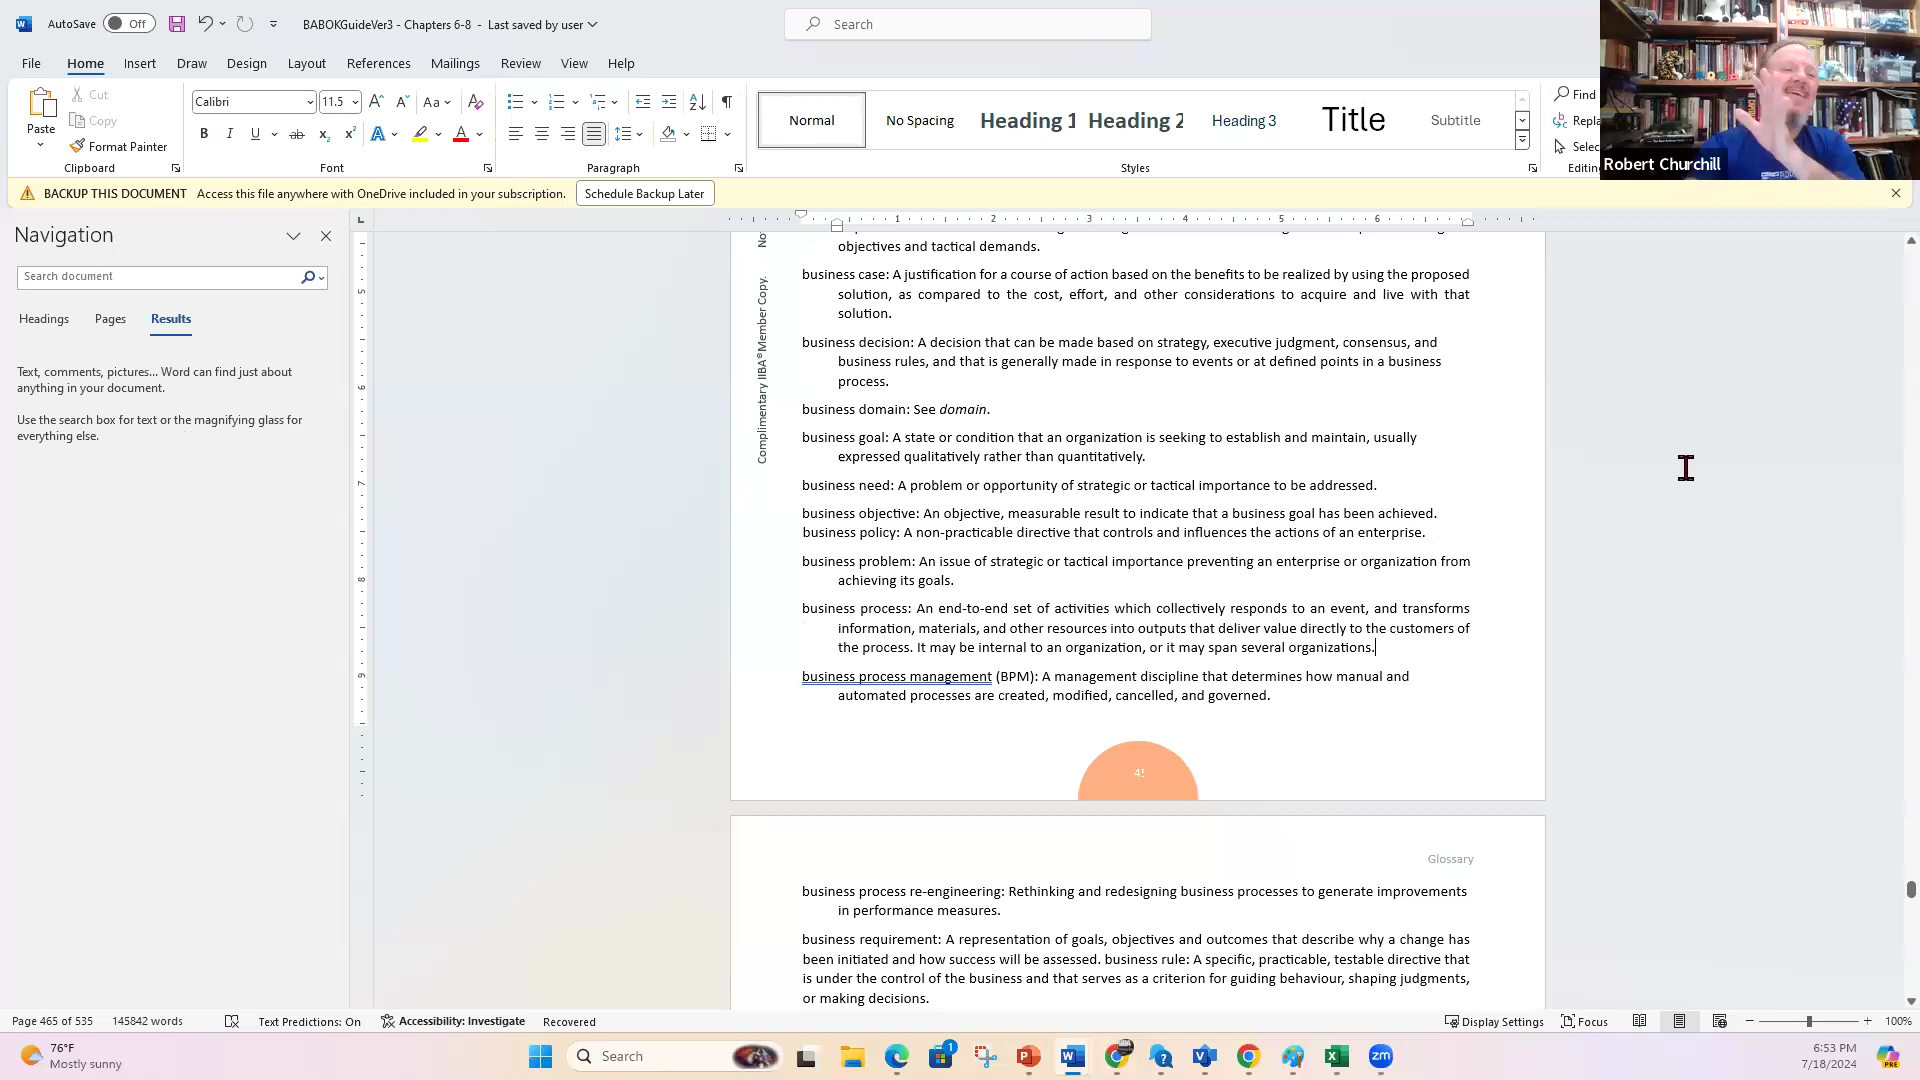 AutoSave
Off
BABOKGuideVer3 - Chapters 6-8 - Last saved by user
Search
File
Home
Insert
Draw
Design
Layout
References
Mailings
Review
View
Help
Paste
Cut
Copy
Format Painter
Clipboard
Calibri
11.5
Font
Paragraph
Normal
No Spacing
Heading 1
Heading 2
Heading 3
Title
Subtitle
Styles
Find
Editing
Robert Churchill
BACKUP THIS DOCUMENT Access this file anywhere with OneDrive included in your subscription. Schedule Backup Later
Navigation
Search document
Headings
Pages
Results
Text, comments, pictures... Word can find just about
anything in your document.
Use the search box for text or the magnifying glass for
everything else.
Complimentary IIBA® Member Copy.
objectives and tactical demands.
business case: A justification for a course of action based on the benefits to be realized by using the proposed
solution, as compared to the cost, effort, and other considerations to acquire and live with that
solution.
business decision: A decision that can be made based on strategy, executive judgment, consensus, and
business rules, and that is generally made in response to events or at defined points in a business
process.
business domain: See domain.
business goal: A state or condition that an organization is seeking to establish and maintain, usually
expressed qualitatively rather than quantitatively.
business need: A problem or opportunity of strategic or tactical importance to be addressed.
business objective: An objective, measurable result to indicate that a business goal has been achieved.
business policy: A non-practicable directive that controls and influences the actions of an enterprise.
business problem: An issue of strategic or tactical importance preventing an enterprise or organization from
achieving its goals.
business process: An end-to-end set of activities which collectively responds to an event, and transforms
information, materials, and other resources into outputs that deliver value directly to the customers of
the process. It may be internal to an organization, or it may span several organizations.
business process management (BPM): A management discipline that determines how manual and
automated processes are created, modified, cancelled, and governed.
Glossary
business process re-engineering: Rethinking and redesigning business processes to generate improvements
in performance measures.
business requirement: A representation of goals, objectives and outcomes that describe why a change has
been initiated and how success will be assessed. business rule: A specific, practicable, testable directive that
is under the control of the business and that serves as a criterion for guiding behaviour, shaping judgments,
or making decisions.
Page 465 of 535
145842 words
Text Predictions: On
Accessibility: Investigate
Recovered
Display Settings
Focus
100%
76°F
Mostly sunny
Search
6:53 PM
7/18/2024